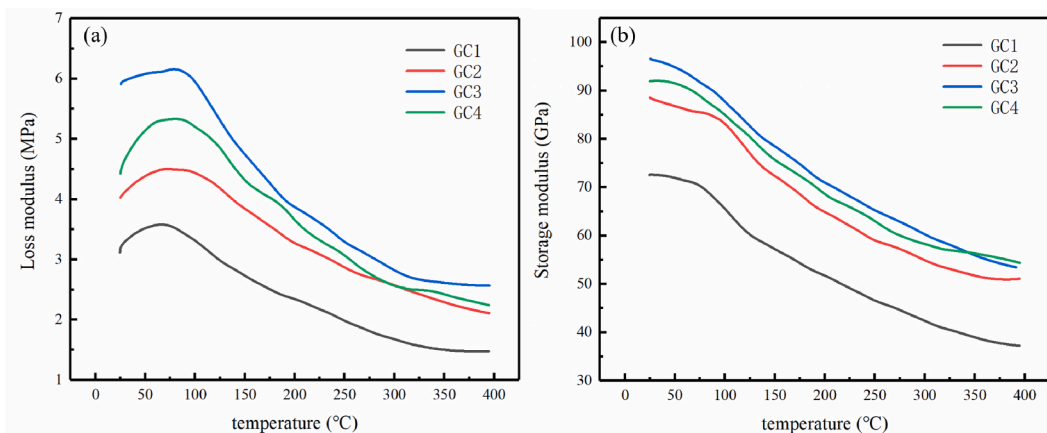 (a)
GC1
GC2
GC3
GC4
Loss modulus (MPa)
7
6
5
4
3
2
1
0 50 100 150 200 250 300 350 400
temperature (℃)
(b)
GC1
GC2
GC3
GC4
Storage modulus (GPa)
100
90
80
70
60
50
40
30
0 50 100 150 200 250 300 350 400
temperature (℃)